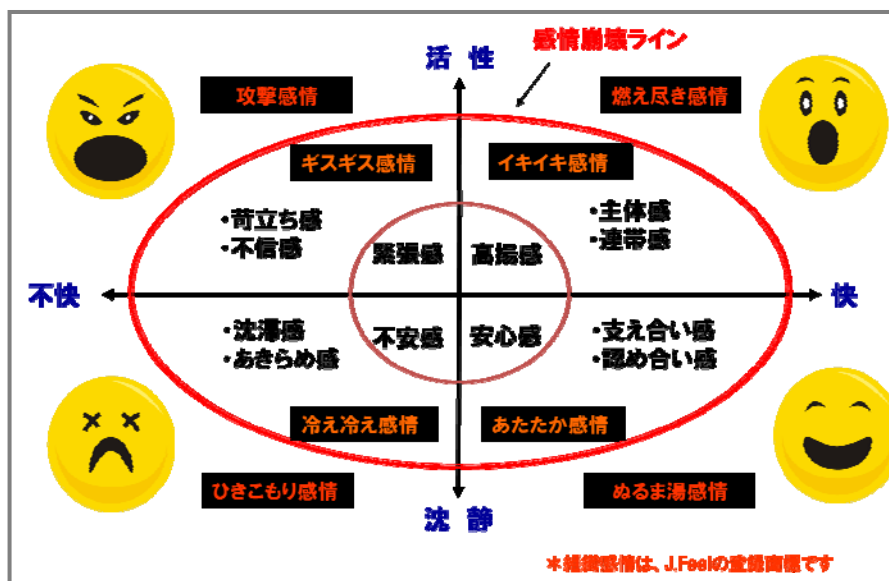 感情崩壊ライン
活 性
攻撃感情
燃え尽き感情
ギスギス感情
イキイキ感情
・苛立ち感
・不信感
・主体感
・連帯感
緊張感
高揚感
不快
快
不安感
安心感
・沈滞感
・あきらめ感
・支え合い感
・認め合い感
冷え冷え感情
あたたか感情
ひきこもり感情
ぬるま湯感情
沈 静
＊組織感情は、J.Feelの登録商標です